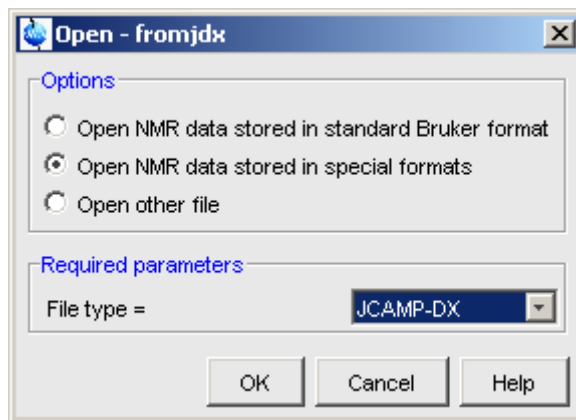 Open - fromjdx
Options
Open NMR data stored in standard Bruker format
Open NMR data stored in special formats
Open other file
Required parameters
File type = JCAMP-DX
OK Cancel Help